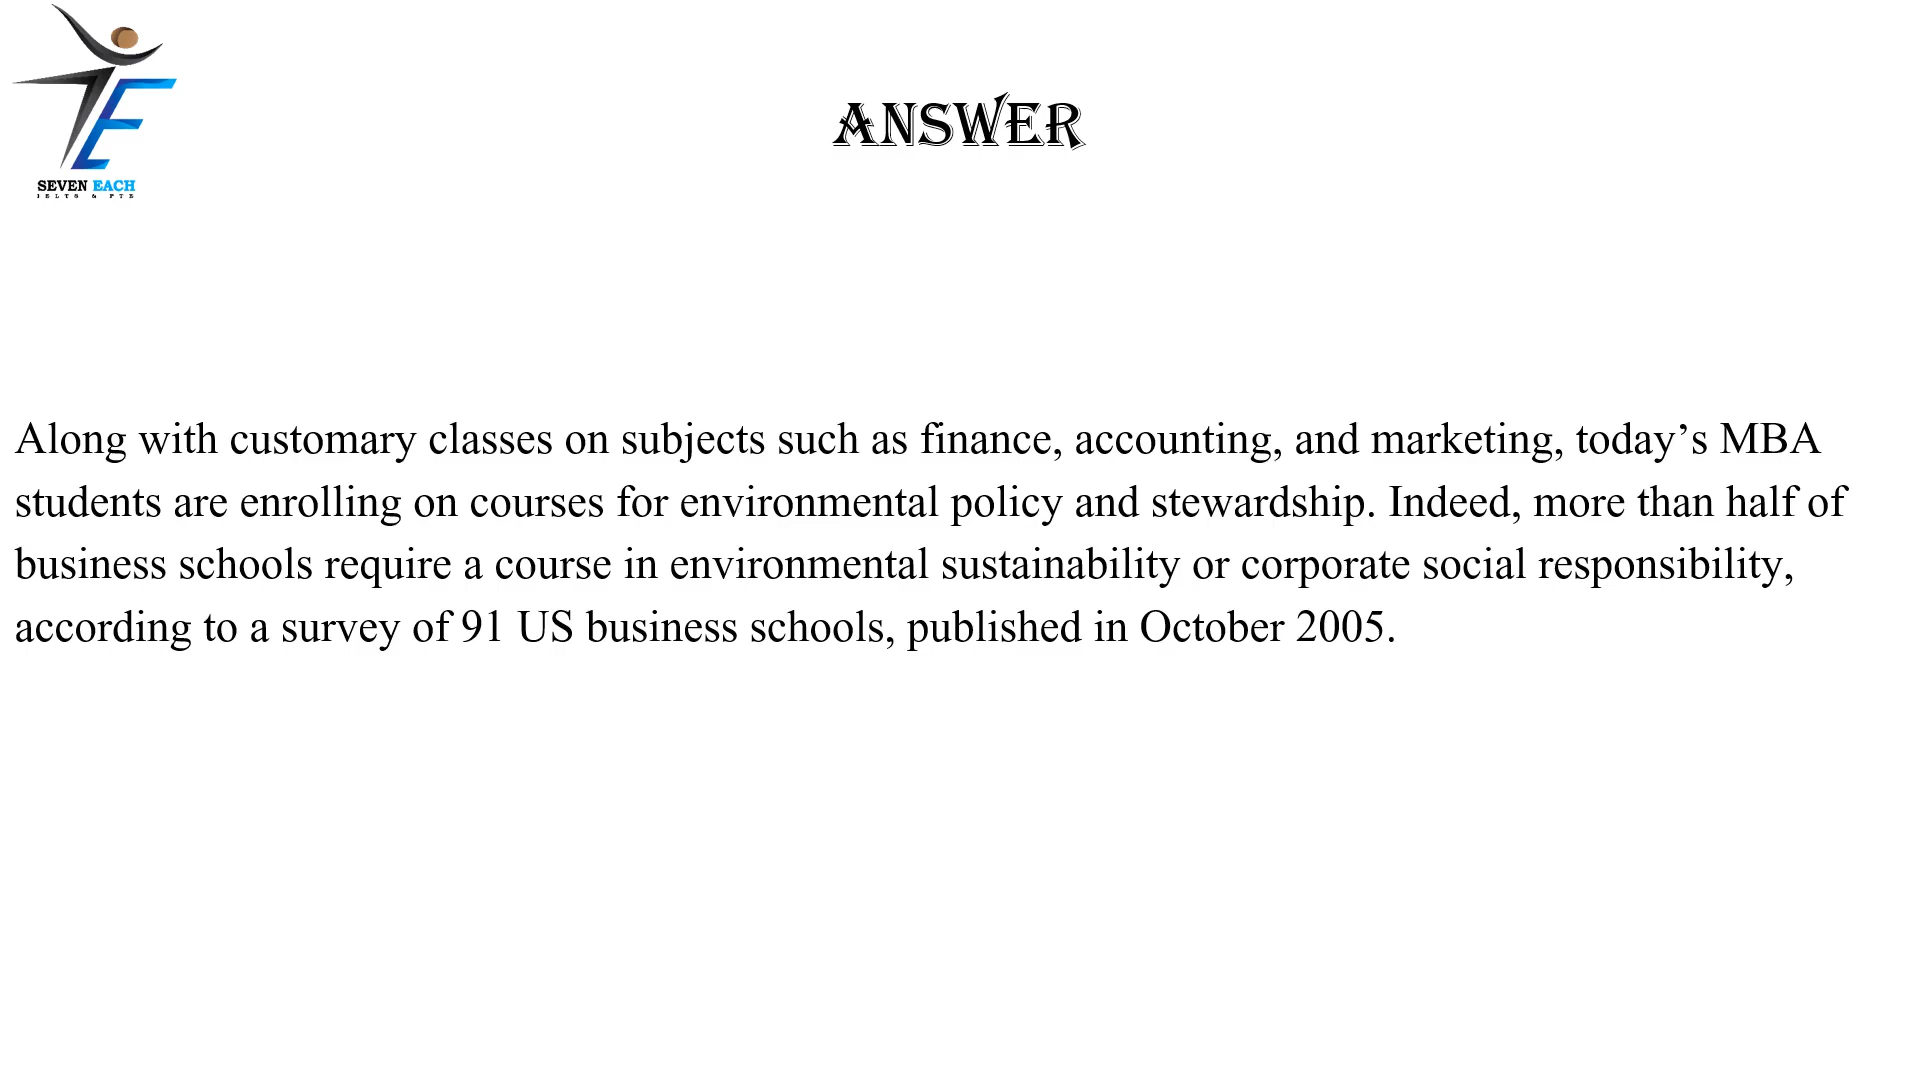 SEVEN EACH
IELTS & PTE
ANSWER
Along with customary classes on subjects such as finance, accounting, and marketing, today’s MBA
students are enrolling on courses for environmental policy and stewardship. Indeed, more than half of
business schools require a course in environmental sustainability or corporate social responsibility,
according to a survey of 91 US business schools, published in October 2005.